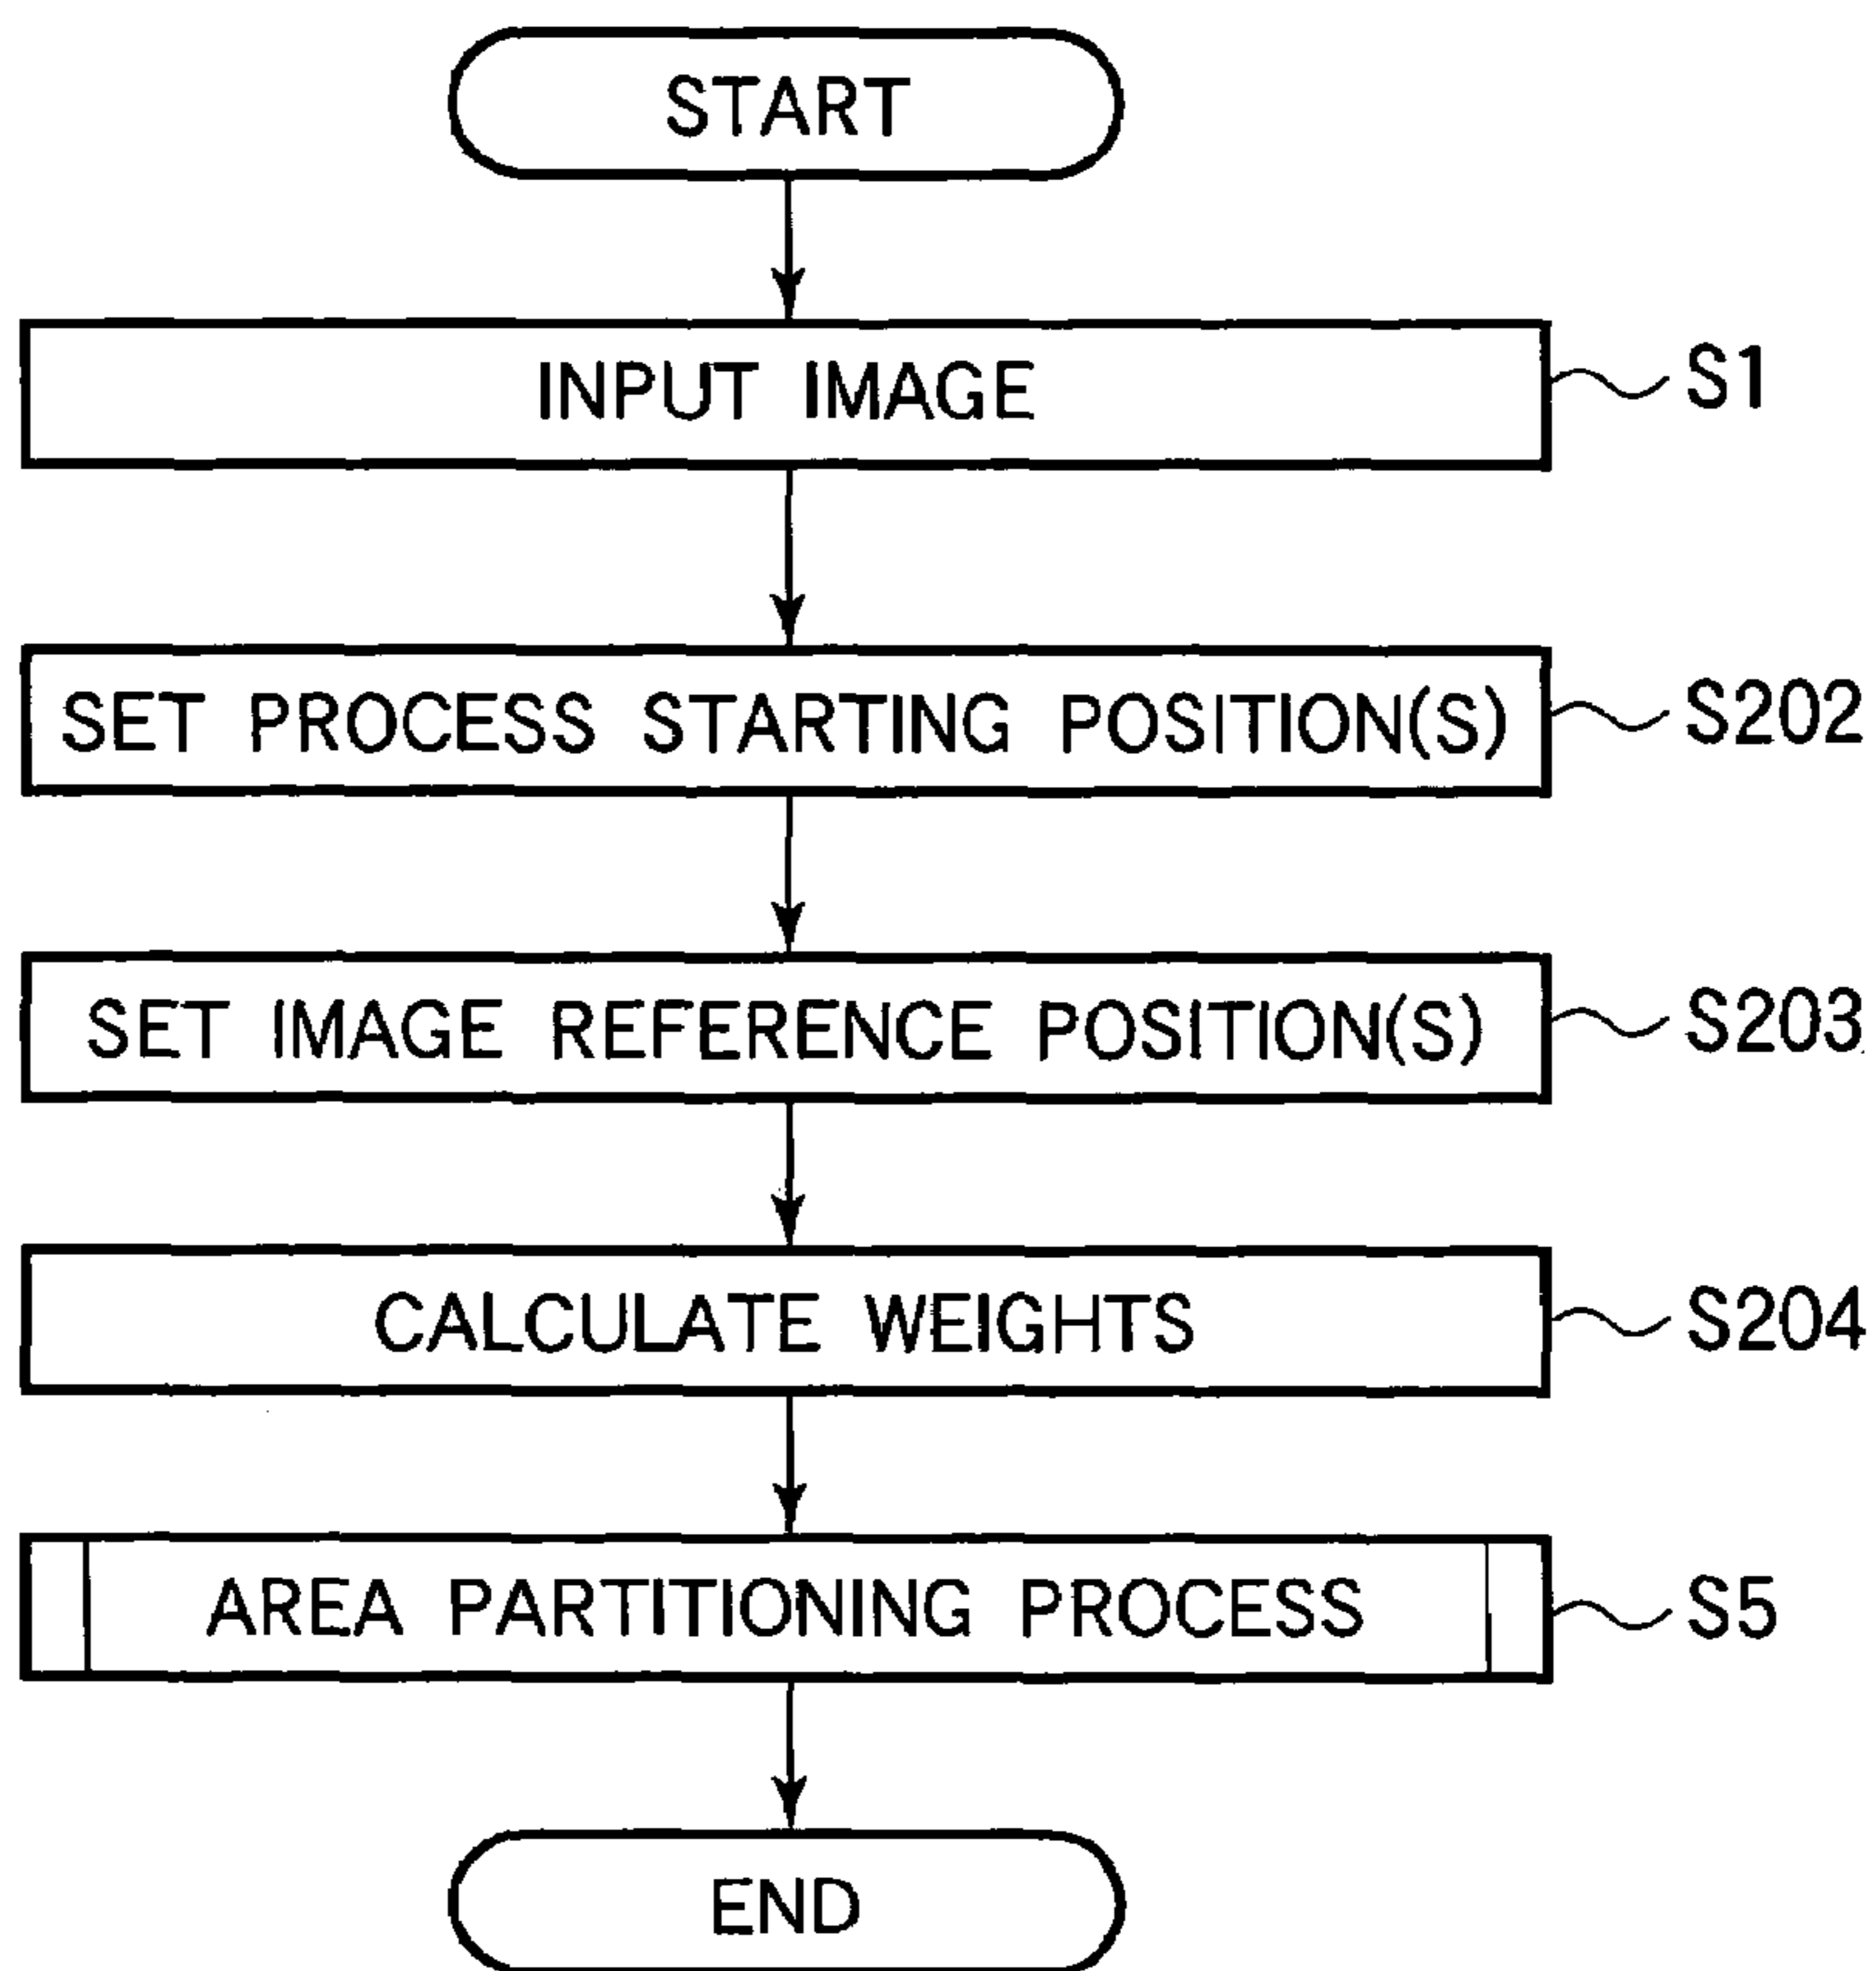 START
INPUT IMAGE S1
SET PROCESS STARTING POSITION(S) S202
SET IMAGE REFERENCE POSITION(S) S203
CALCULATE WEIGHTS S204
AREA PARTITIONING PROCESS S5
END